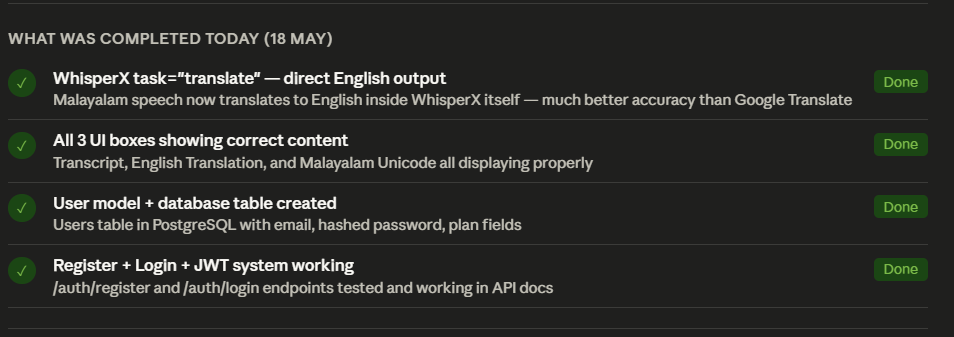 WHAT WAS COMPLETED TODAY (18 MAY)
✓ WhisperX task="translate" — direct English output Done
Malayalam speech now translates to English inside WhisperX itself — much better accuracy than Google Translate
✓ All 3 UI boxes showing correct content Done
Transcript, English Translation, and Malayalam Unicode all displaying properly
✓ User model + database table created Done
Users table in PostgreSQL with email, hashed password, plan fields
✓ Register + Login + JWT system working Done
/auth/register and /auth/login endpoints tested and working in API docs